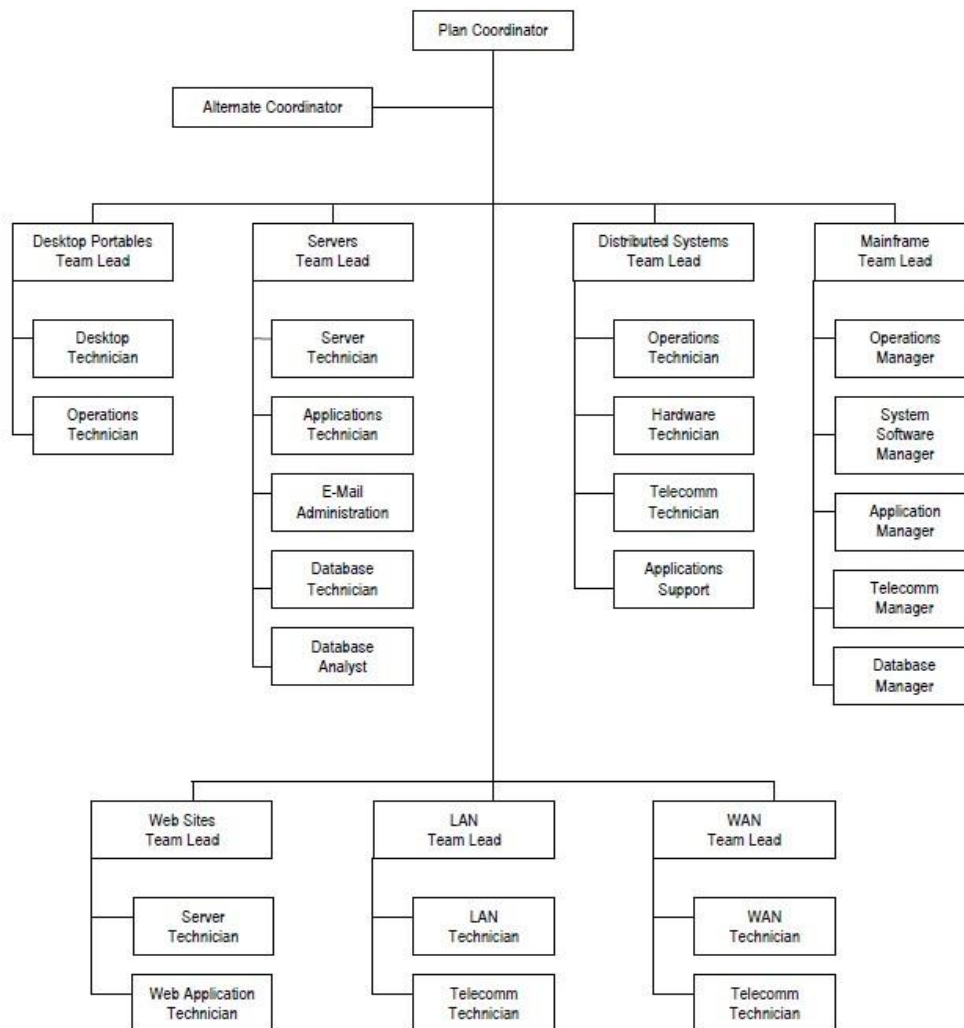 Plan Coordinator
Alternate Coordinator
Desktop Portables
Team Lead
Desktop
Technician
Operations
Technician
Servers
Team Lead
Server
Technician
Applications
Technician
E-Mail
Administration
Database
Technician
Database
Analyst
Distributed Systems
Team Lead
Operations
Technician
Hardware
Technician
Telecomm
Technician
Applications
Support
Mainframe
Team Lead
Operations
Manager
System
Software
Manager
Application
Manager
Telecomm
Manager
Database
Manager
Web Sites
Team Lead
Server
Technician
Web Application
Technician
LAN
Team Lead
LAN
Technician
Telecomm
Technician
WAN
Team Lead
WAN
Technician
Telecomm
Technician